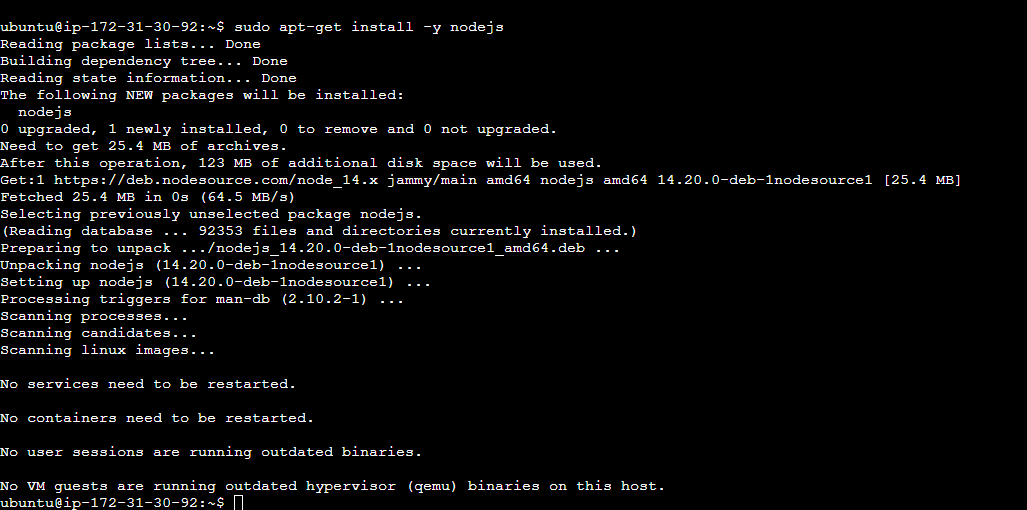 ubuntu@ip-172-31-30-92:~$ sudo apt-get install -y nodejs
Reading package lists... Done
Building dependency tree... Done
Reading state information... Done
The following NEW packages will be installed:
  nodejs
0 upgraded, 1 newly installed, 0 to remove and 0 not upgraded.
Need to get 25.4 MB of archives.
After this operation, 123 MB of additional disk space will be used.
Get:1 https://deb.nodesource.com/node_14.x jammy/main amd64 nodejs amd64 14.20.0-deb-1nodesource1 [25.4 MB]
Fetched 25.4 MB in 0s (64.5 MB/s)
Selecting previously unselected package nodejs.
(Reading database ... 92353 files and directories currently installed.)
Preparing to unpack .../nodejs_14.20.0-deb-1nodesource1_amd64.deb ...
Unpacking nodejs (14.20.0-deb-1nodesource1) ...
Setting up nodejs (14.20.0-deb-1nodesource1) ...
Processing triggers for man-db (2.10.2-1) ...
Scanning processes...
Scanning candidates...
Scanning linux images...
No services need to be restarted.
No containers need to be restarted.
No user sessions are running outdated binaries.
No VM guests are running outdated hypervisor (qemu) binaries on this host.
ubuntu@ip-172-31-30-92:~$